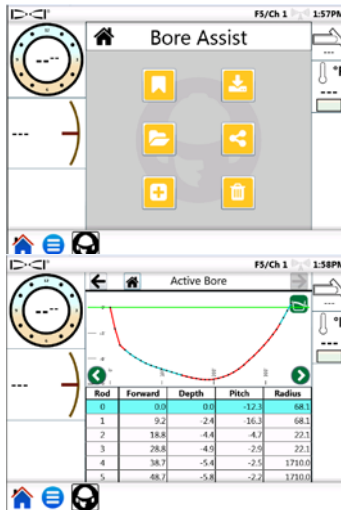 F5/Ch 1 1:57PM
Bore Assist
---
---
°F
---
---
F5/Ch 1 1:58PM
Active Bore
---
°F
---
---
Rod Forward Depth Pitch Radius
0 0.0 0.0 -12.3 68.1
1 9.2 -2.4 -16.3 68.1
2 18.8 -4.4 -4.7 22.1
3 28.8 -4.9 -2.9 22.1
4 38.7 -5.4 -2.5 1710.0
5 48.7 -5.8 -2.2 1710.0